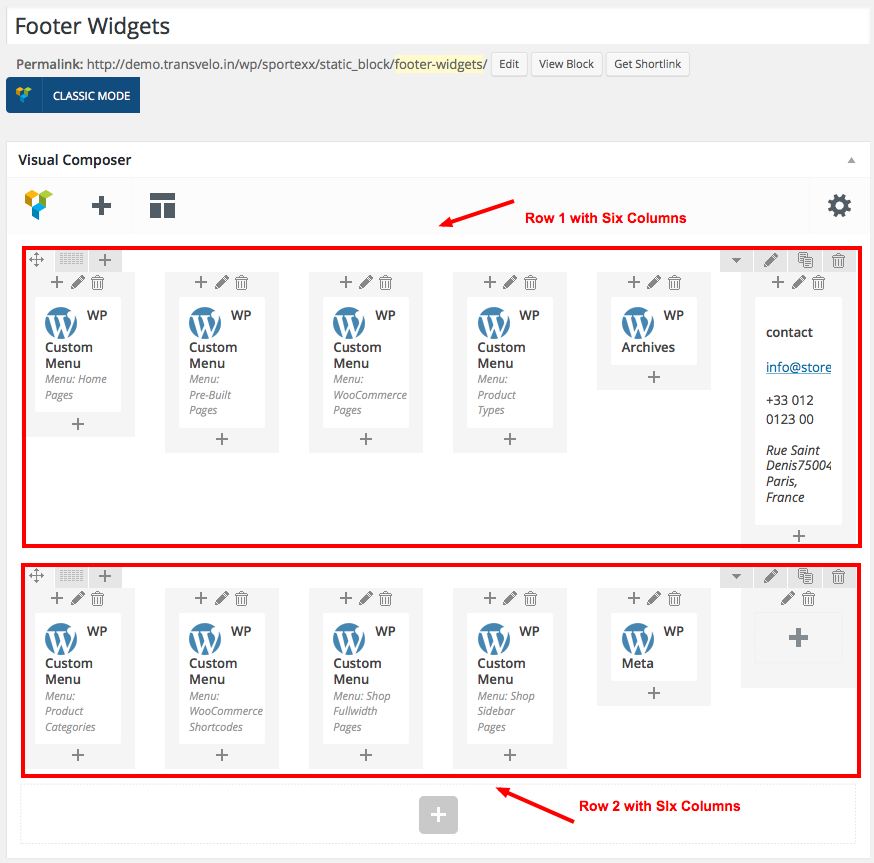 Footer Widgets
Permalink: http://demo.transvelo.in/wp/sportexx/static_block/footer-widgets/ Edit View Block Get Shortlink
CLASSIC MODE
Visual Composer
Row 1 with Six Columns
WP
Custom
Menu
Menu: Home
Pages
WP
Custom
Menu
Menu:
Pre-Built
Pages
WP
Custom
Menu
Menu:
WooCommerce
Pages
WP
Custom
Menu
Menu:
Product
Types
WP
Archives
contact
info@store
+33 012
0123 00
Rue Saint
Denis75004
Paris,
France
WP
Custom
Menu
Menu:
Product
Categories
WP
Custom
Menu
Menu:
WooCommerce
Shortcodes
WP
Custom
Menu
Menu: Shop
Fullwidth
Pages
WP
Custom
Menu
Menu: Shop
Sidebar
Pages
WP
Meta
Row 2 with SIx Columns